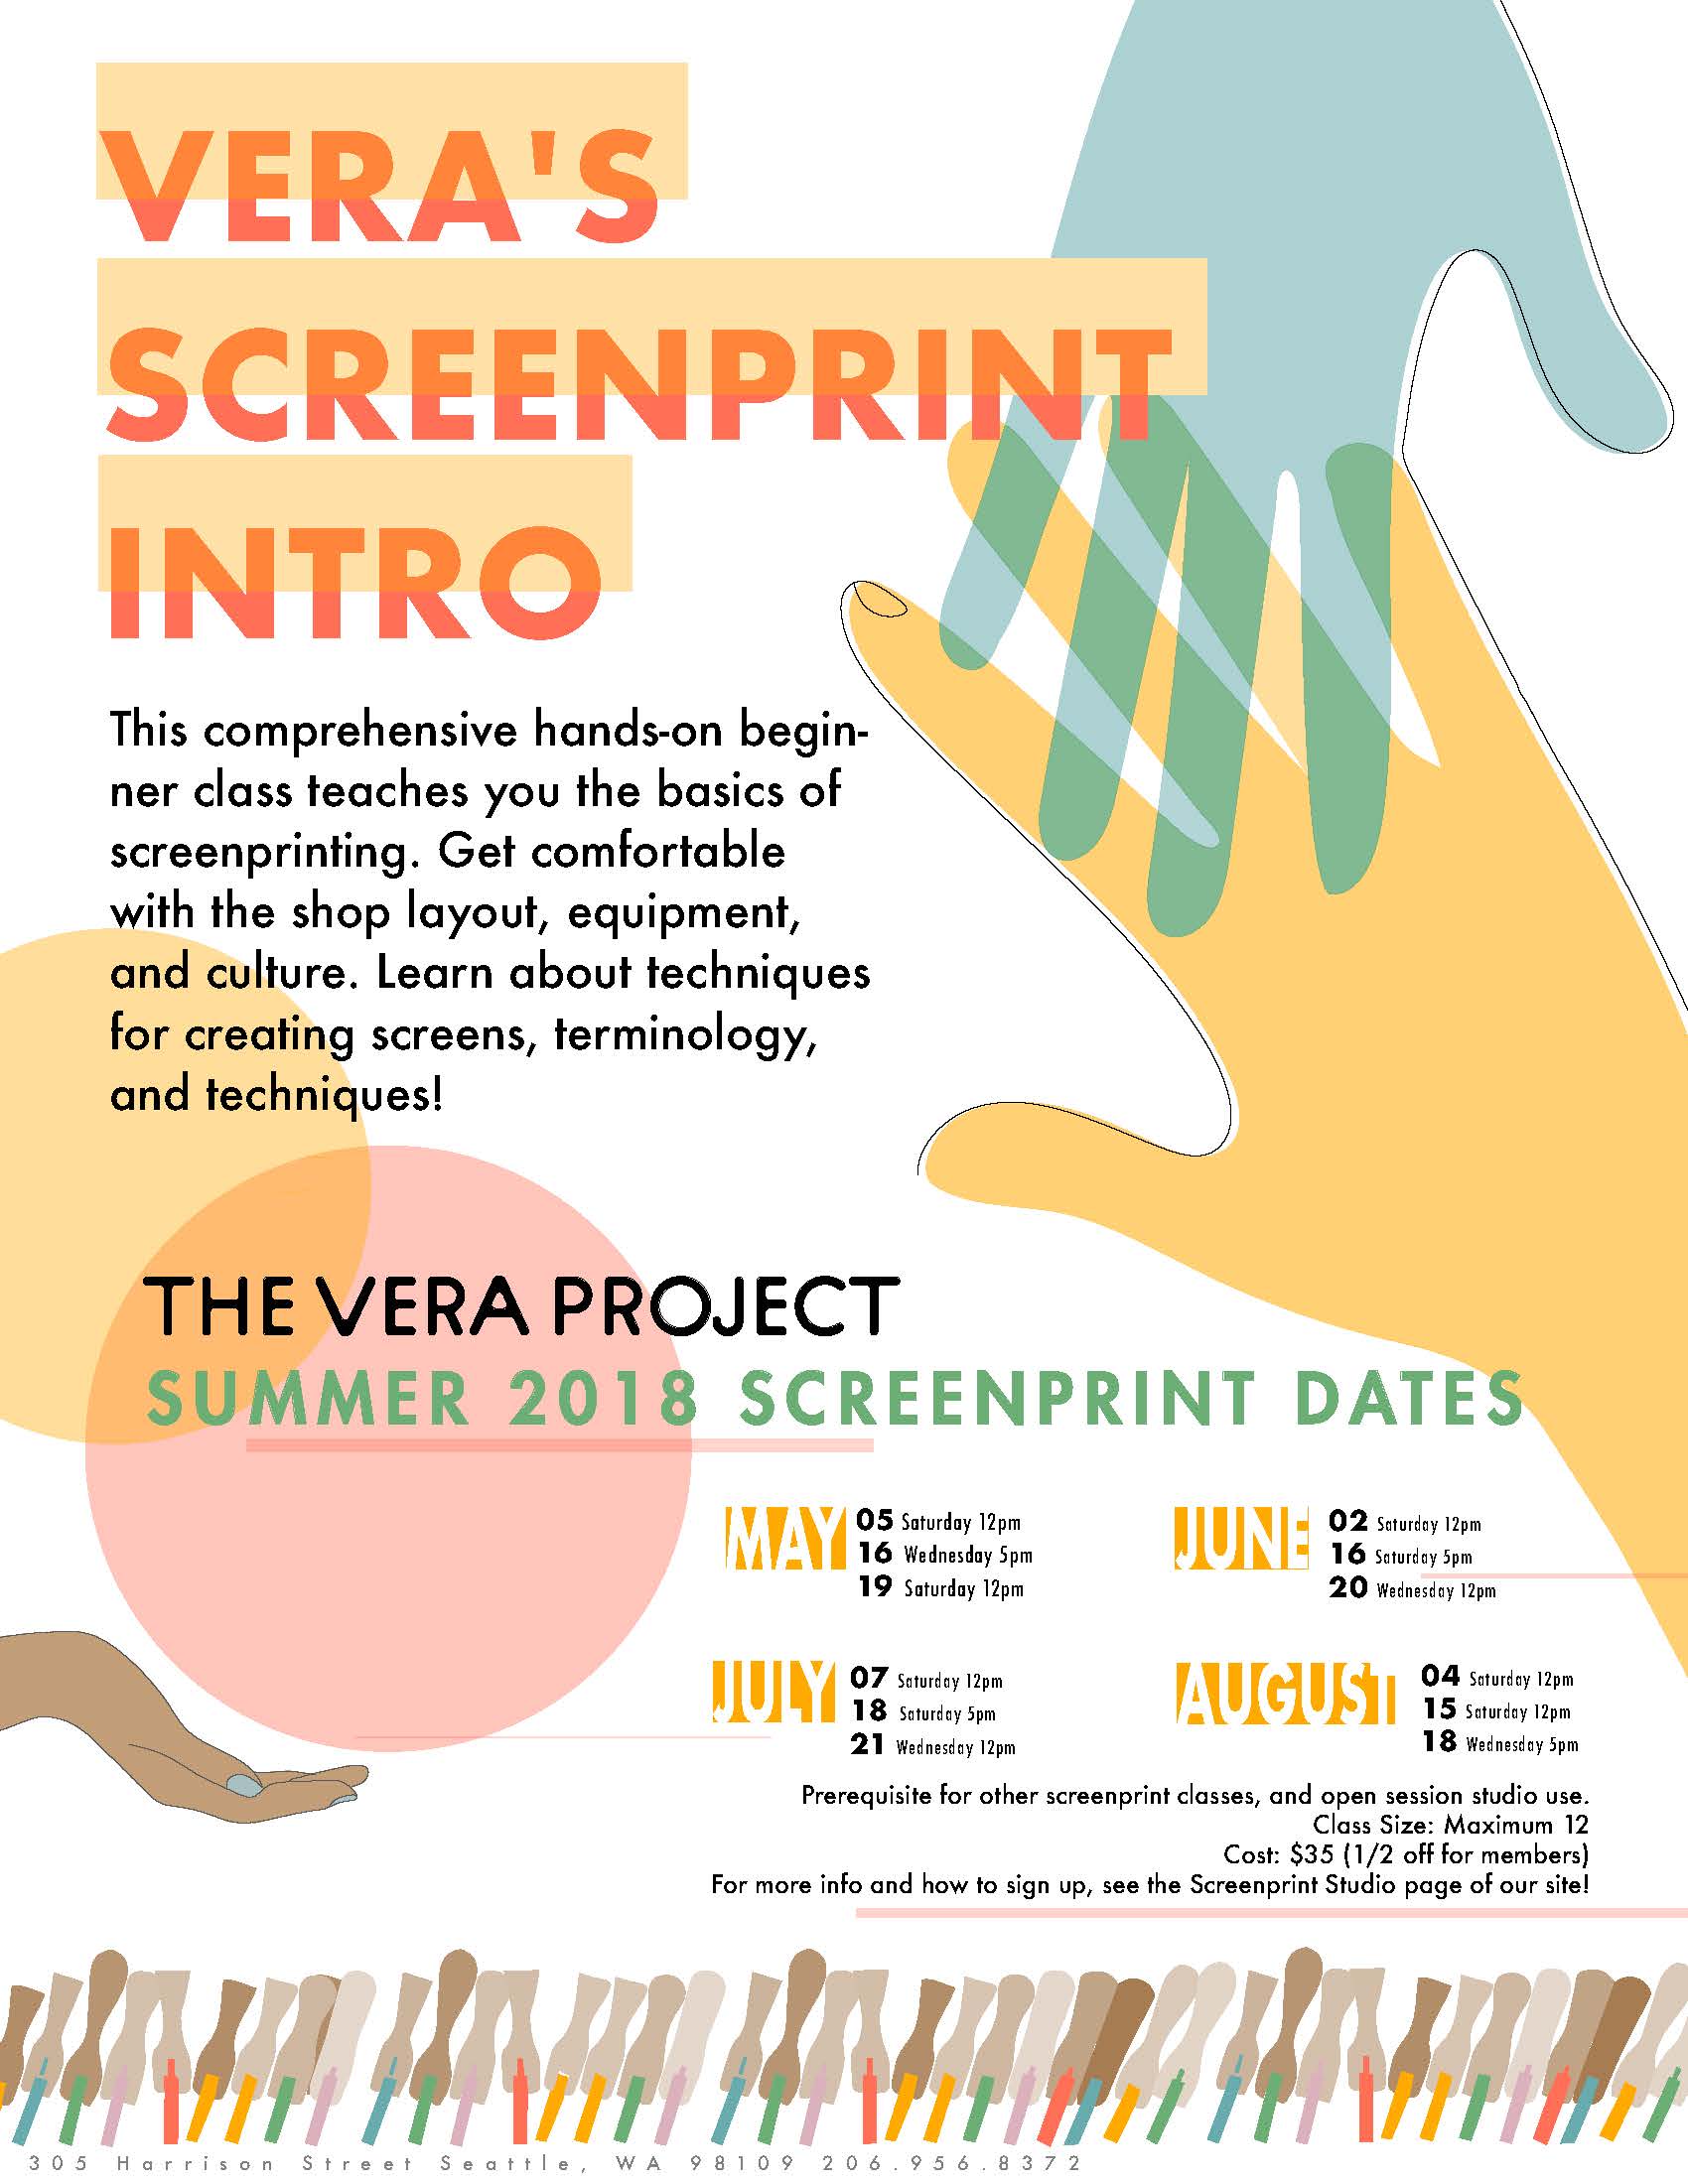 VERA'S
SCREENPRINT
INTRO
This comprehensive hands-on begin-
ner class teaches you the basics of
screenprinting. Get comfortable
with the shop layout, equipment,
and culture. Learn about techniques
for creating screens, terminology,
and techniques!
THE VERA PROJECT
SUMMER 2018 SCREENPRINT DATES
MAY
05 Saturday 12pm
16 Wednesday 5pm
19 Saturday 12pm
JUNE
02 Saturday 12pm
16 Saturday 5pm
20 Wednesday 12pm
JULY
07 Saturday 12pm
18 Saturday 5pm
21 Wednesday 12pm
AUGUST
04 Saturday 12pm
15 Saturday 12pm
18 Wednesday 5pm
Prerequisite for other screenprint classes, and open session studio use.
Class Size: Maximum 12
Cost: $35 (1/2 off for members)
For more info and how to sign up, see the Screenprint Studio page of our site!
305 Harrison Street Seattle, WA 98109 206.956.8372